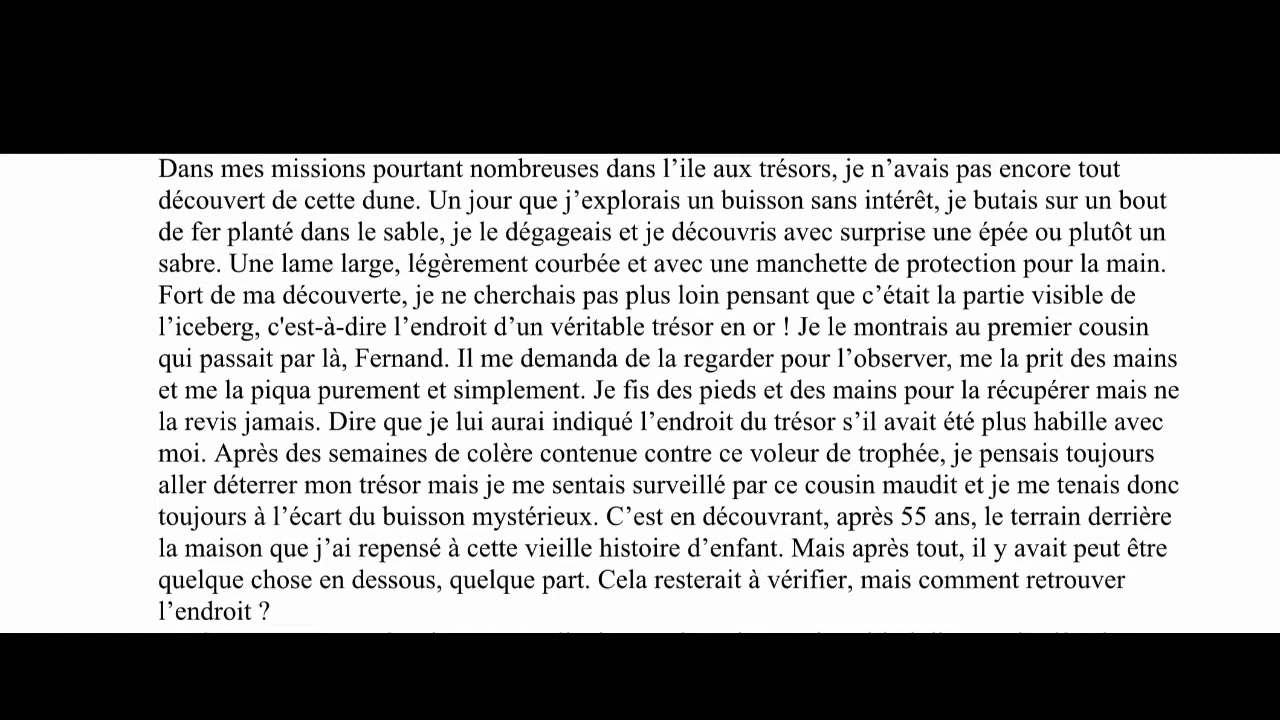 Dans mes missions pourtant nombreuses dans l’ile aux trésors, je n’avais pas encore tout
découvert de cette dune. Un jour que j’explorais un buisson sans intérêt, je butais sur un bout
de fer planté dans le sable, je le dégageais et je découvris avec surprise une épée ou plutôt un
sabre. Une lame large, légèrement courbée et avec une manchette de protection pour la main.
Fort de ma découverte, je ne cherchais pas plus loin pensant que c’était la partie visible de
l’iceberg, c'est-à-dire l’endroit d’un véritable trésor en or ! Je le montrais au premier cousin
qui passait par là, Fernand. Il me demanda de la regarder pour l’observer, me la prit des mains
et me la piqua purement et simplement. Je fis des pieds et des mains pour la récupérer mais ne
la revis jamais. Dire que je lui aurai indiqué l’endroit du trésor s’il avait été plus habille avec
moi. Après des semaines de colère contenue contre ce voleur de trophée, je pensais toujours
aller déterrer mon trésor mais je me sentais surveillé par ce cousin maudit et je me tenais donc
toujours à l’écart du buisson mystérieux. C’est en découvrant, après 55 ans, le terrain derrière
la maison que j’ai repensé à cette vieille histoire d’enfant. Mais après tout, il y avait peut être
quelque chose en dessous, quelque part. Cela resterait à vérifier, mais comment retrouver
l’endroit ?